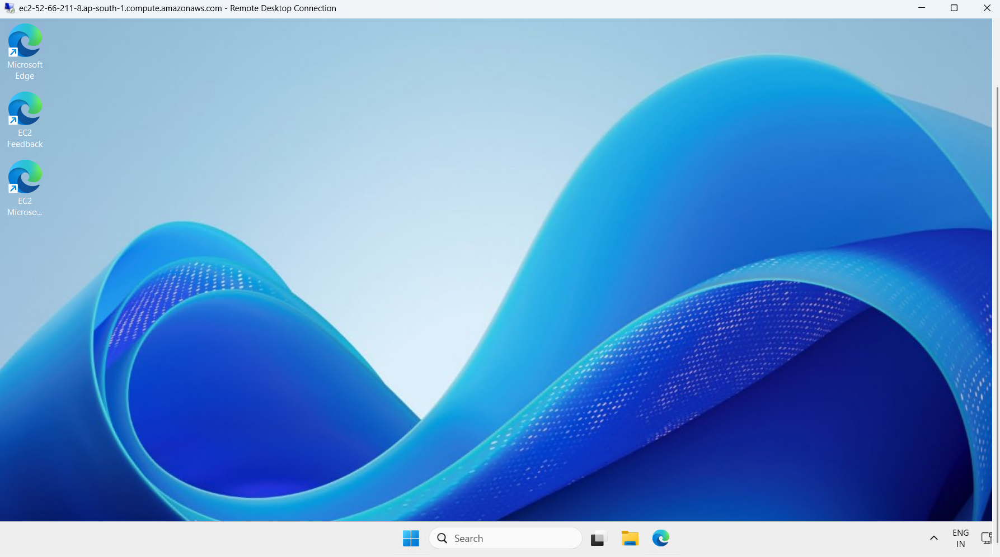 ec2-52-66-211-8.ap-south-1.compute.amazonaws.com - Remote Desktop Connection
Microsoft
Edge
EC2
Feedback
EC2
Microso...
Search
ENG
IN